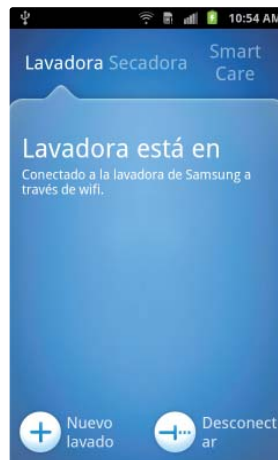 10:54 AM
Lavadora Secadora Smart
Care
Lavadora está en
Conectado a la lavadora de Samsung a
través de wifi.
Nuevo
lavado
Desconect
ar